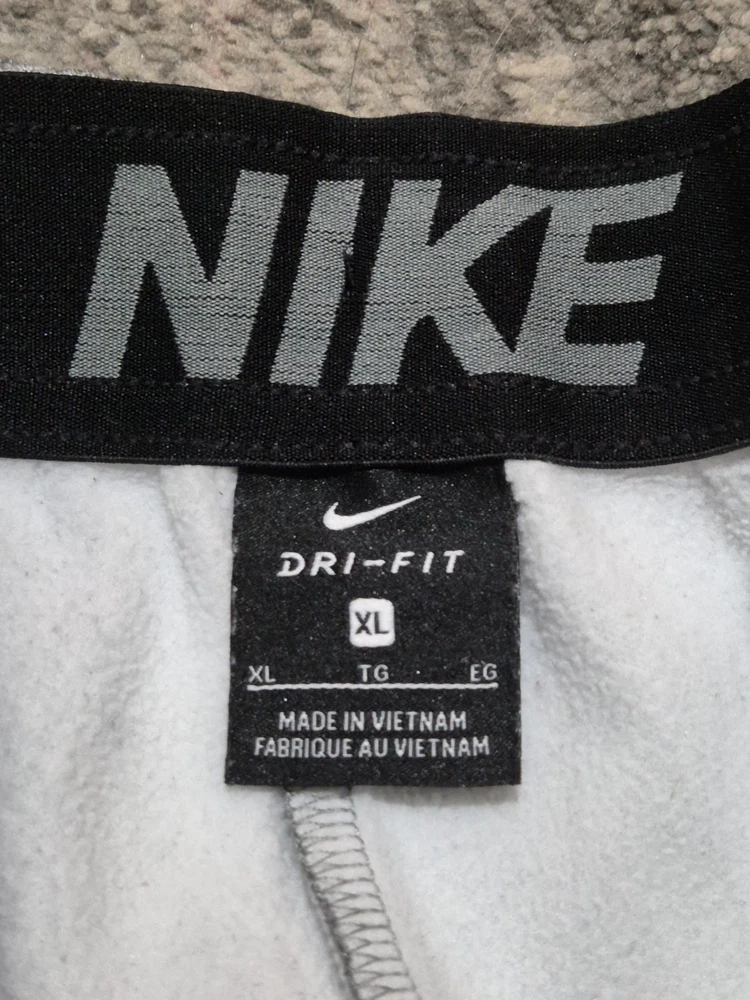 NIKE
DRI-FIT
XL
XL TG EG
MADE IN VIETNAM
FABRIQUE AU VIETNAM